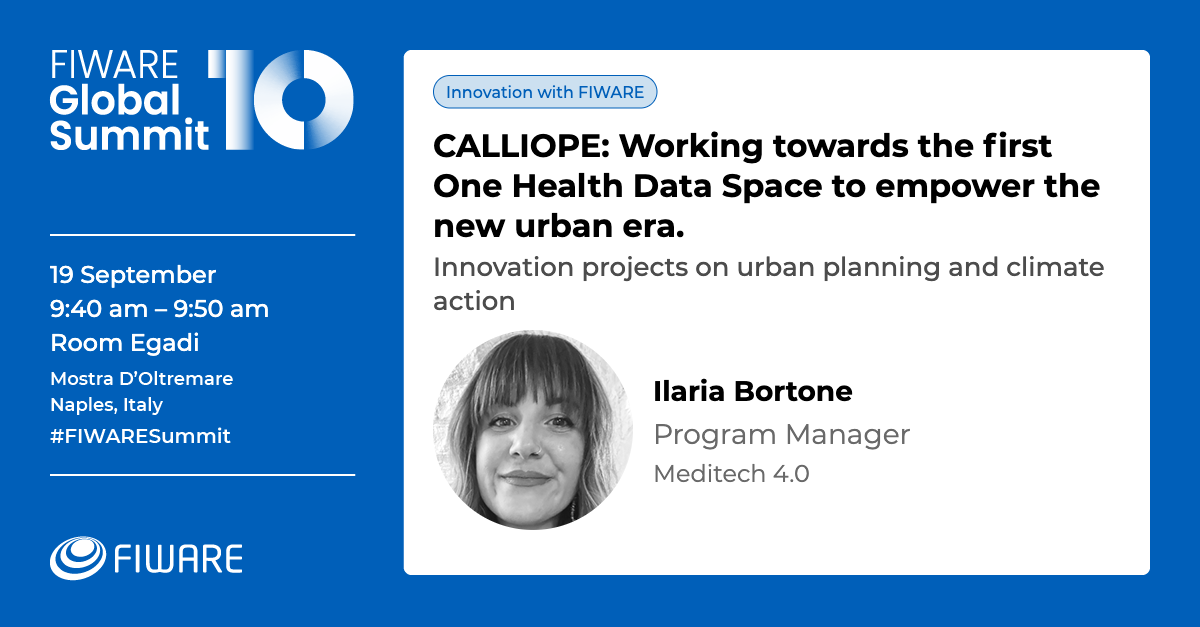 FIWARE
Global
Summit
10
19 September
9:40 am – 9:50 am
Room Egadi
Mostra D’Oltremare
Naples, Italy
#FIWARESummit
FIWARE
Innovation with FIWARE
CALLIOPE: Working towards the first
One Health Data Space to empower the
new urban era.
Innovation projects on urban planning and climate
action
Ilaria Bortone
Program Manager
Meditech 4.0